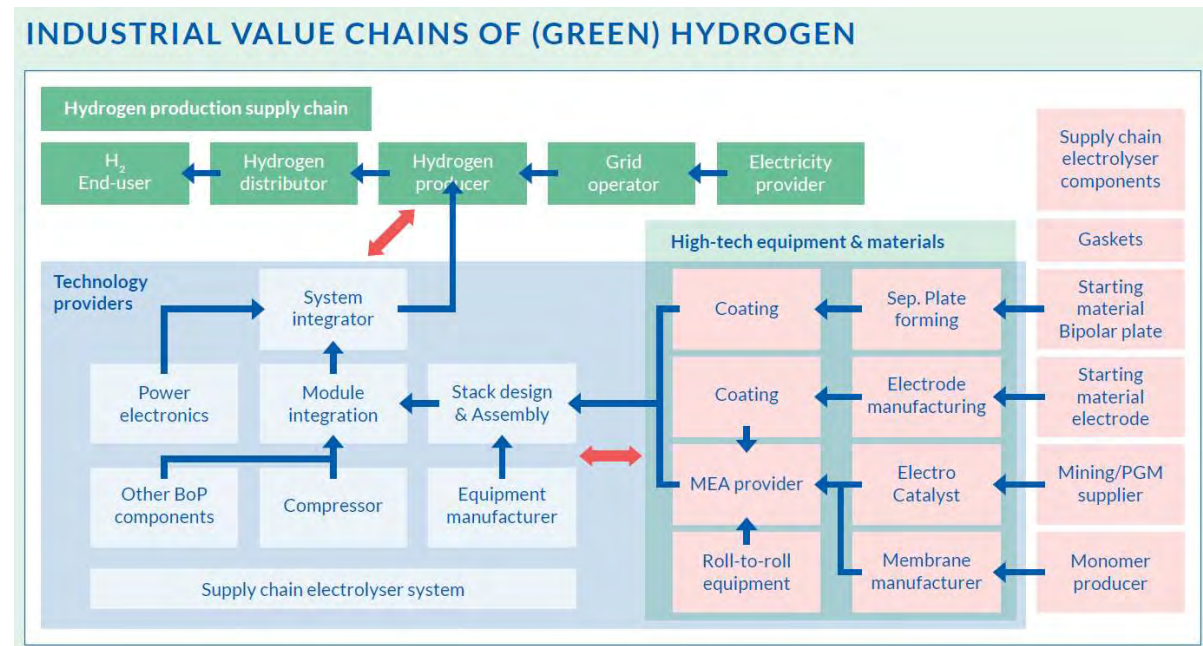 INDUSTRIAL VALUE CHAINS OF (GREEN) HYDROGEN
Hydrogen production supply chain
H₂
End-user
Hydrogen
distributor
Hydrogen
producer
Grid
operator
Electricity
provider
Supply chain
electrolyser
components
Gaskets
High-tech equipment & materials
Technology
providers
System
integrator
Coating
Sep. Plate
forming
Starting
material
Bipolar plate
Power
electronics
Module
integration
Stack design
& Assembly
Coating
Electrode
manufacturing
Starting
material
electrode
Other BoP
components
Compressor
Equipment
manufacturer
MEA provider
Electro
Catalyst
Mining/PGM
supplier
Roll-to-roll
equipment
Membrane
manufacturer
Monomer
producer
Supply chain electrolyser system